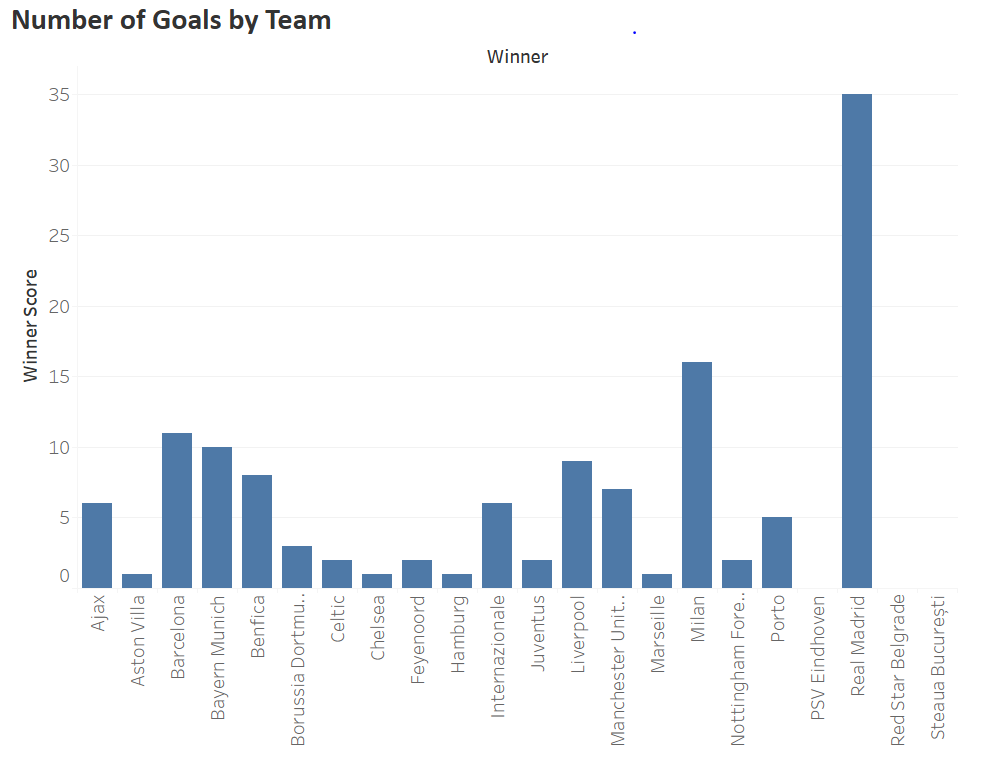 Number of Goals by Team
Winner
Winner Score
35
30
25
20
15
10
5
0
Ajax
Aston Villa
Barcelona
Bayern Munich
Benfica
Borussia Dortmu..
Celtic
Chelsea
Feyenoord
Hamburg
Internazionale
Juventus
Liverpool
Manchester Unit..
Marseille
Milan
Nottingham Fore..
Porto
PSV Eindhoven
Real Madrid
Red Star Belgrade
Steaua București